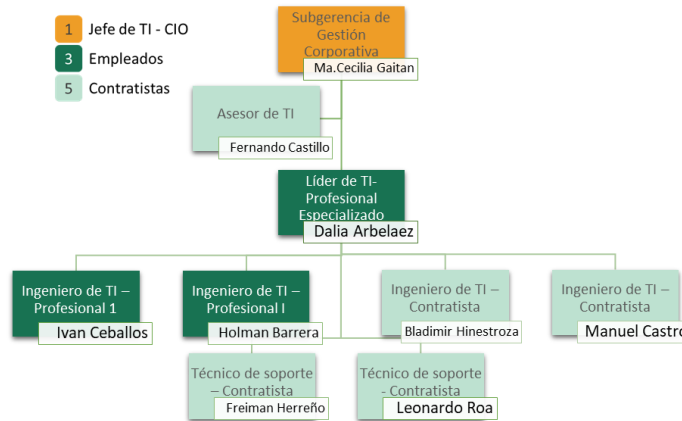 1 Jefe de TI - CIO
3 Empleados
5 Contratistas
Subgerencia de
Gestión
Corporativa
Ma.Cecilia Gaitan
Asesor de TI
Fernando Castillo
Líder de TI-
Profesional
Especializado
Dalia Arbelaez
Ingeniero de TI –
Profesional 1
Ivan Ceballos
Ingeniero de TI –
Profesional I
Holman Barrera
Ingeniero de TI –
Contratista
Bladimir Hinestroza
Ingeniero de TI –
Contratista
Manuel Castro
Técnico de soporte
– Contratista
Freiman Herreño
Técnico de soporte
- Contratista
Leonardo Roa